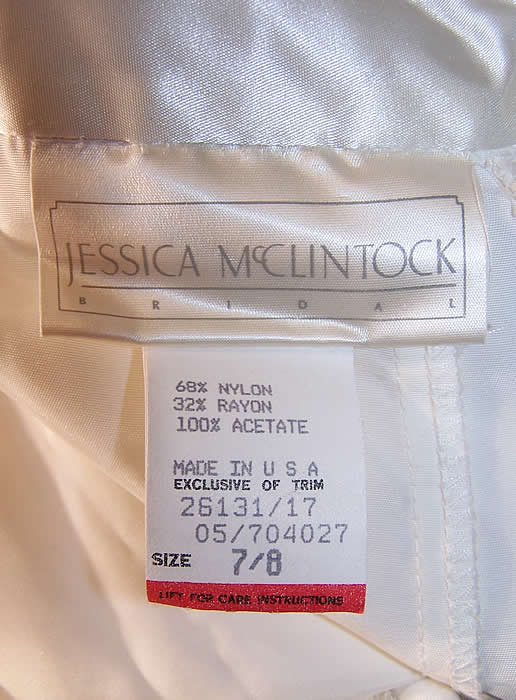 JESSICA McCLINTOCK
BRIDAL
68% NYLON
32% RAYON
100% ACETATE
MADE IN U S A
EXCLUSIVE OF TRIM
26131/17
05/704027
SIZE 7/8
LIFT FOR CARE INSTRUCTIONS